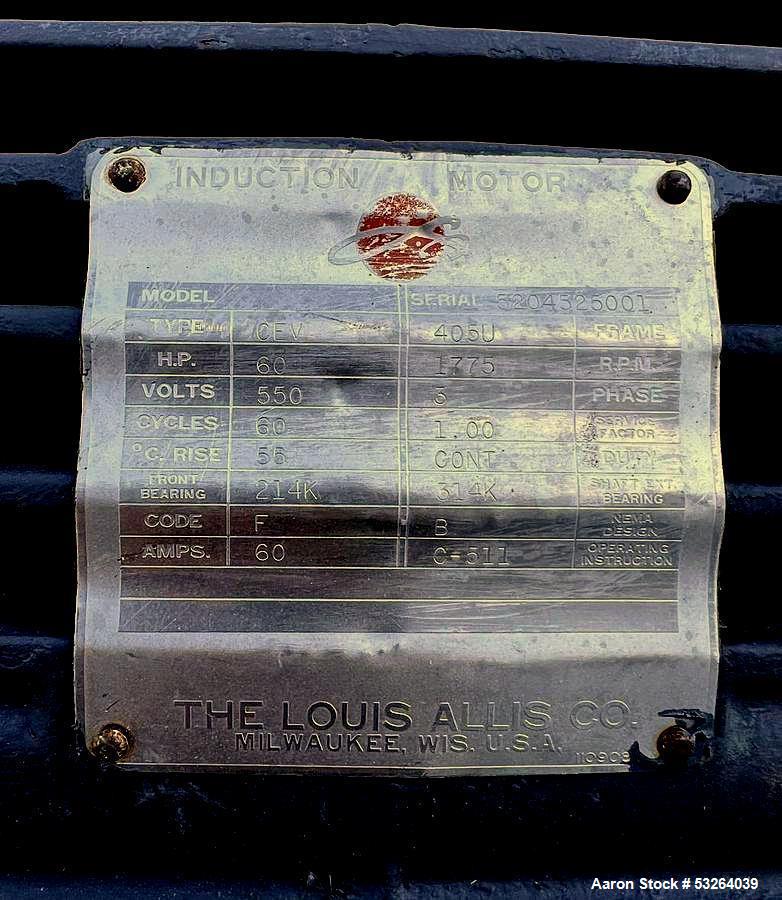 INDUCTION MOTOR
MODEL SERIAL 5204526001
TYPE CEV 405U FRAME
H.P. 60 1775 R.P.M.
VOLTS 550 3 PHASE
CYCLES 60 1.00 SERVICE FACTOR
°C. RISE 55 CONT DUTY
FRONT BEARING 214K 314K SHAFT EXT. BEARING
CODE F B NEMA DESIGN
AMPS. 60 C-511 OPERATING INSTRUCTION
THE LOUIS ALLIS CO.
MILWAUKEE, WIS. U.S.A.
Aaron Stock # 53264039